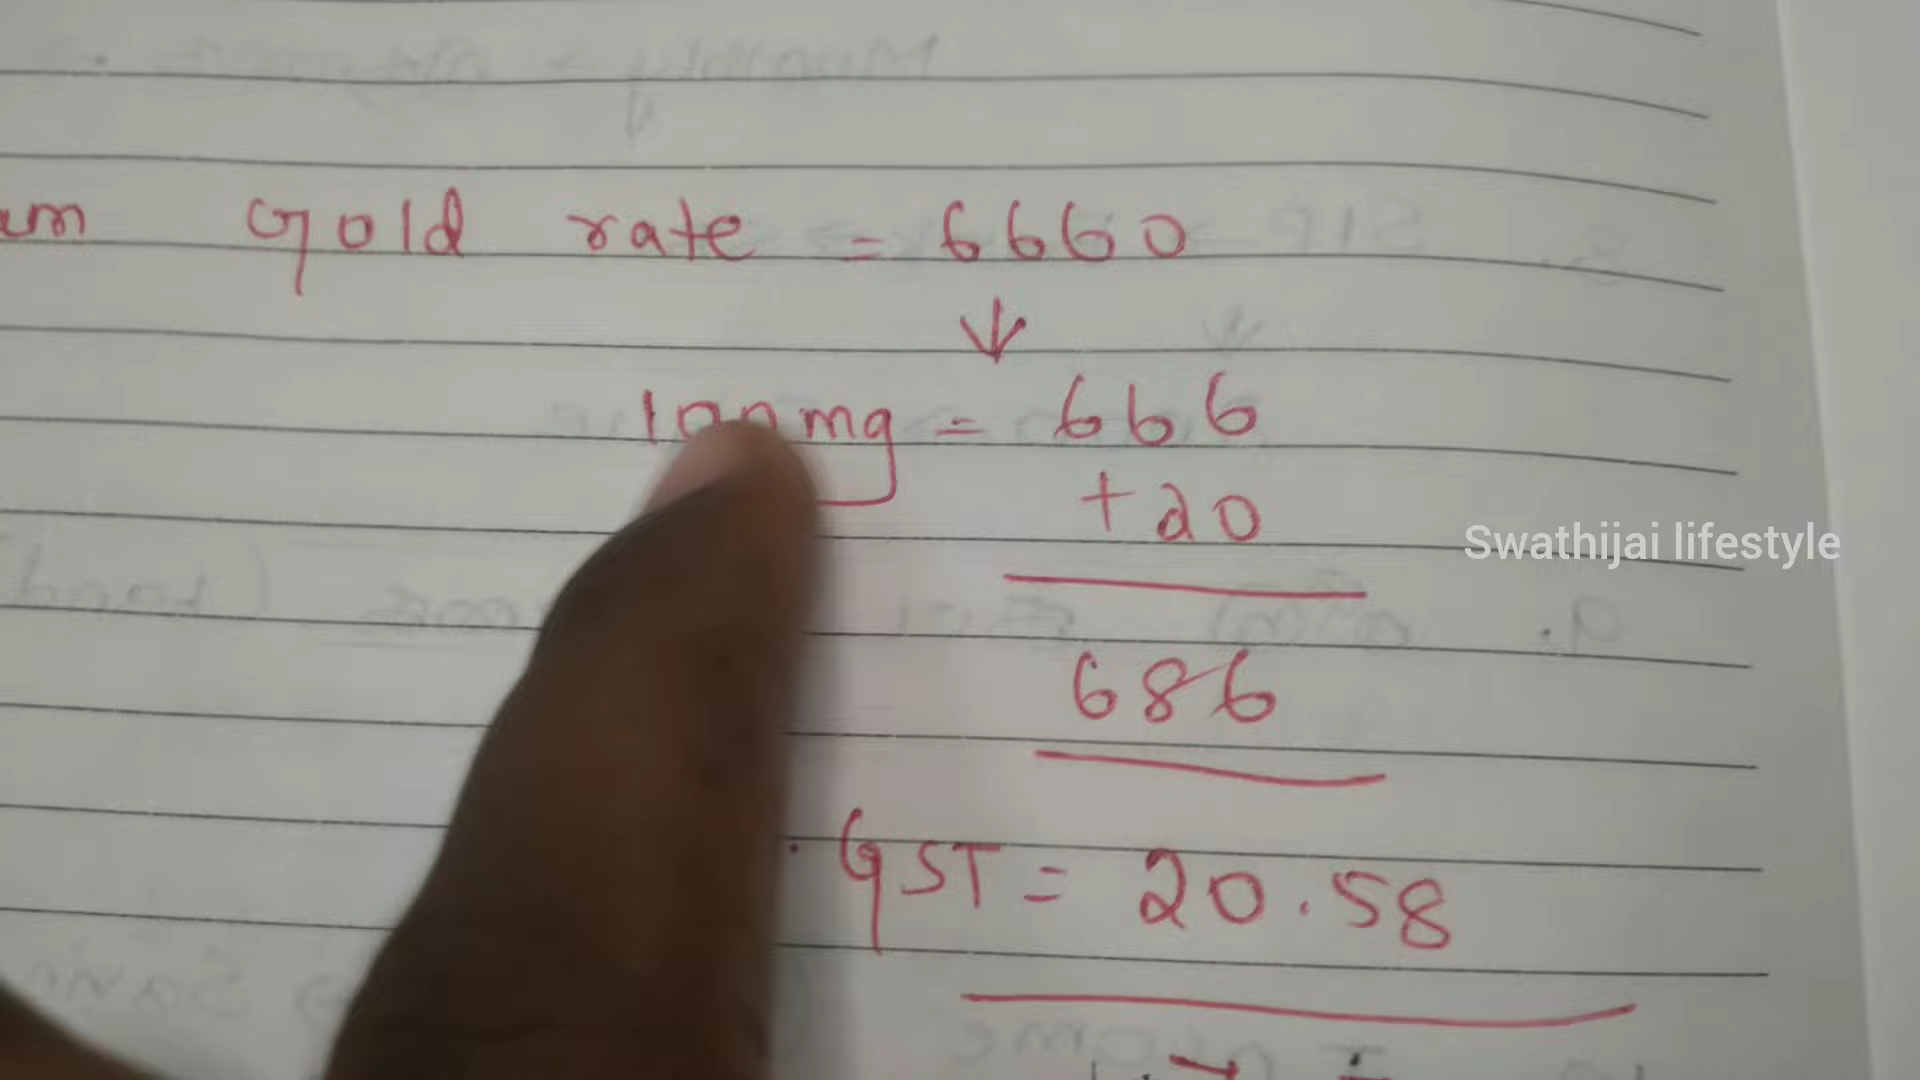 Gold rate = 6660
↓
100mg = 666
+20
686
GST = 20.58
Swathijai lifestyle